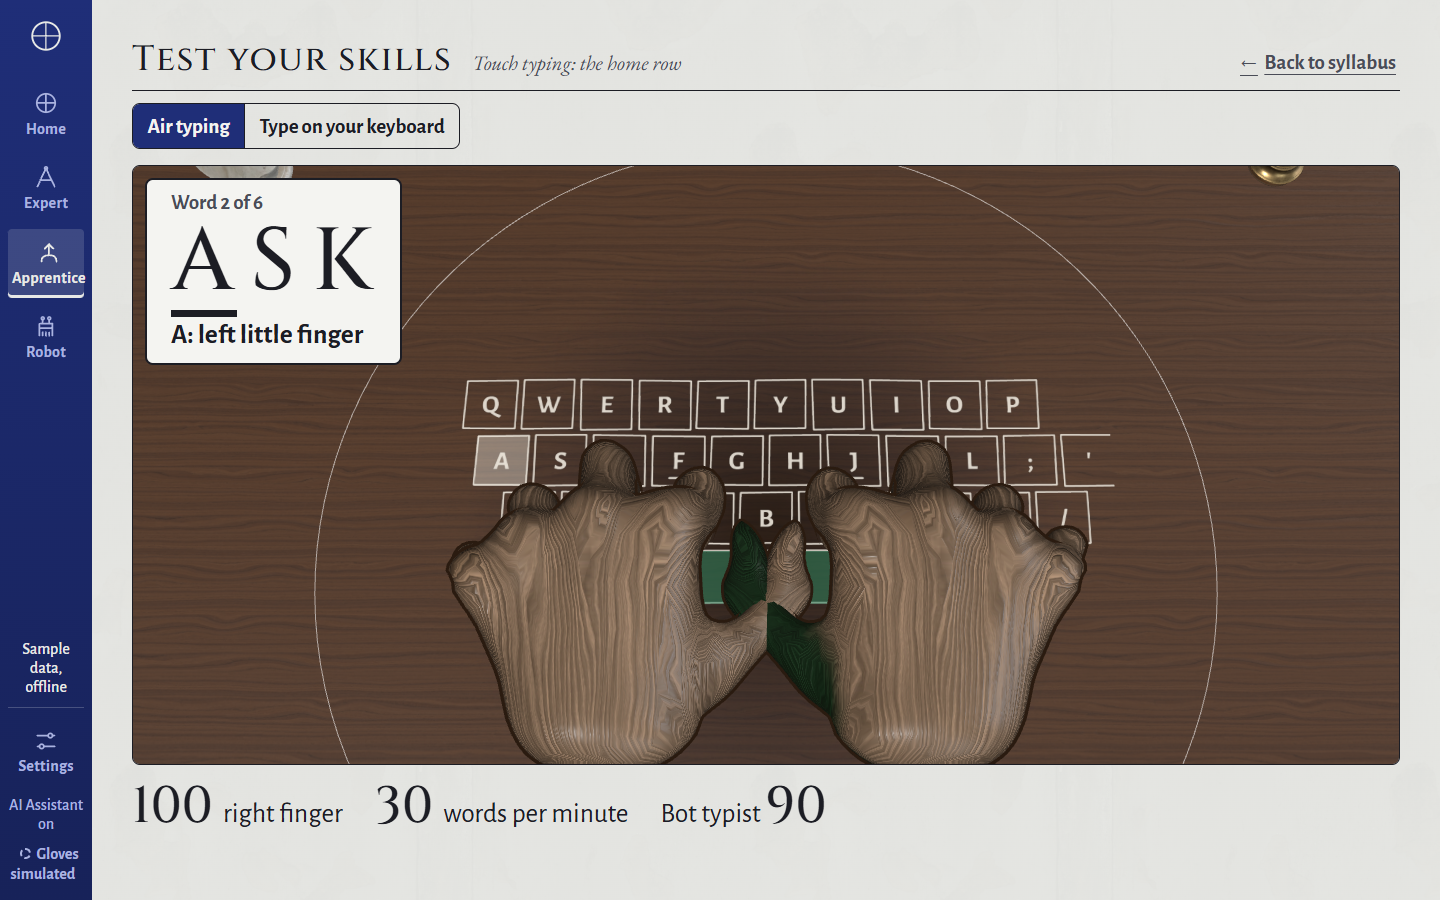 TEST YOUR SKILLS Touch typing: the home row
← Back to syllabus
Air typing
Type on your keyboard
Home
Expert
Apprentice
Robot
Sample
data,
offline
Settings
AI Assistant
on
Gloves
simulated
Word 2 of 6
ASK
A: left little finger
Q W E R T Y U I O P
A S F G H J L ; '
B /
100 right finger 30 words per minute Bot typist 90